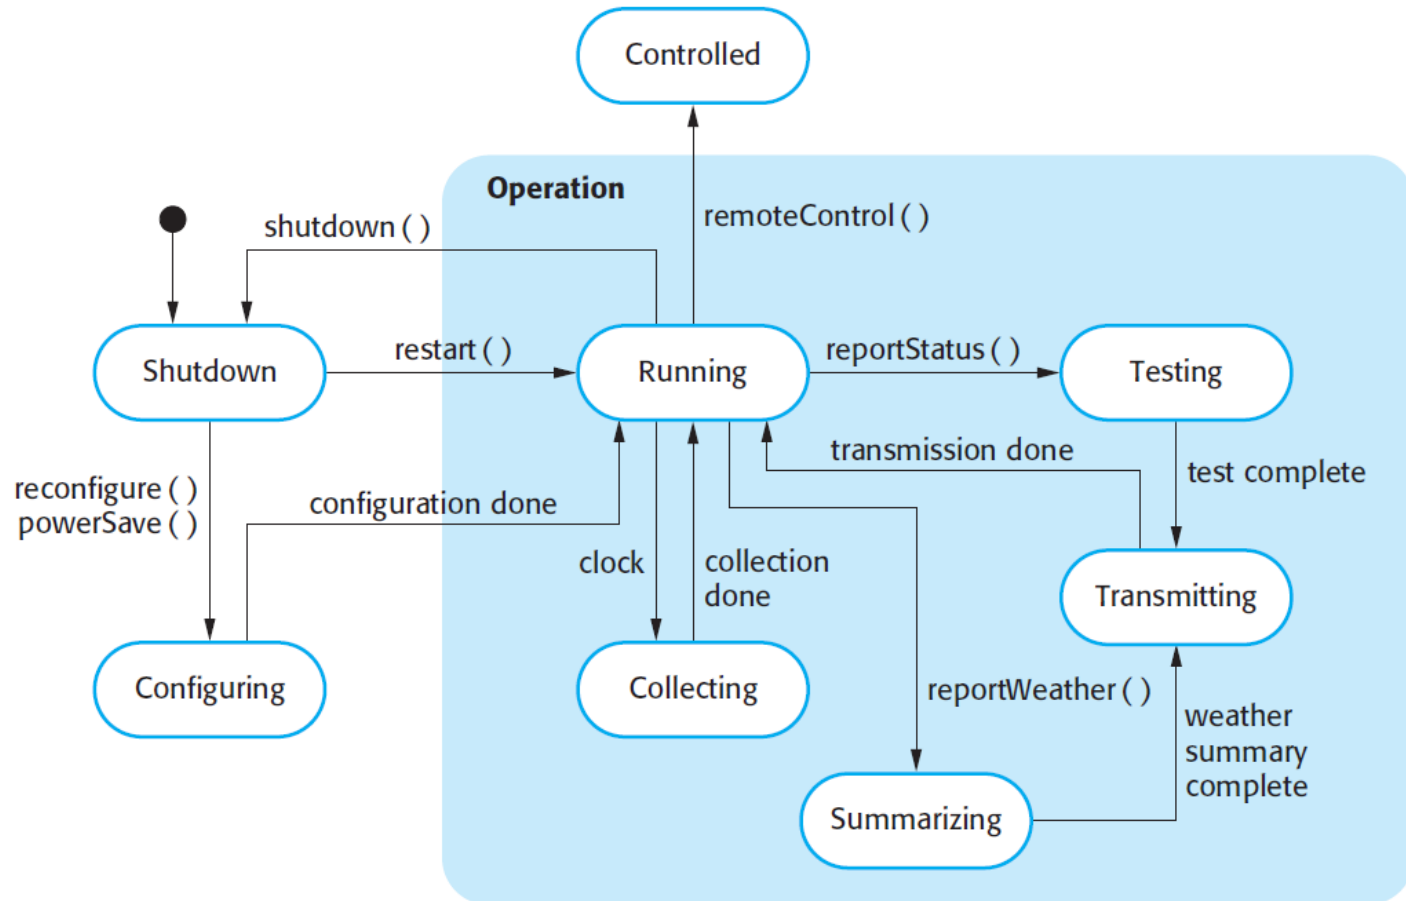 Controlled
Operation
remoteControl ( )
shutdown ( )
Shutdown
restart ( )
Running
reportStatus ( )
Testing
transmission done
test complete
reconfigure ( )
powerSave ( )
configuration done
clock
collection
done
Transmitting
Configuring
Collecting
reportWeather ( )
weather
summary
complete
Summarizing